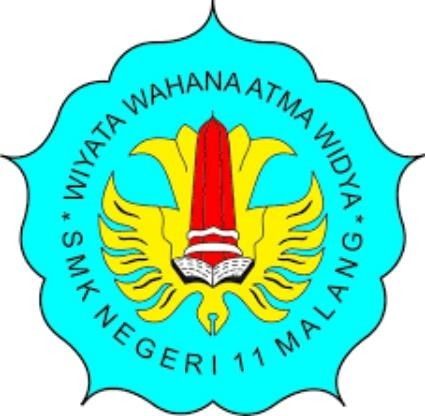 * WIYATA WAHANA ATMA WIDYA *
SMK NEGERI 11 MALANG